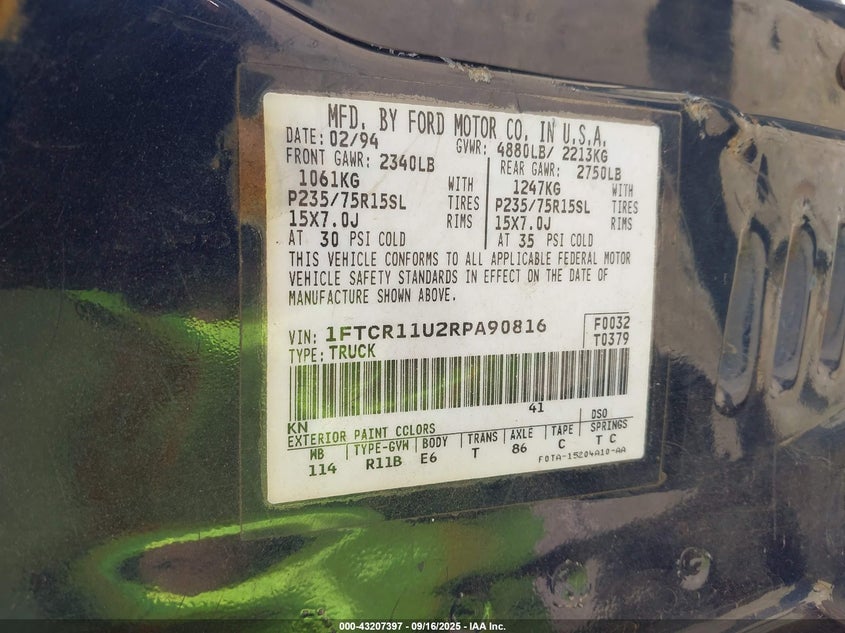 MFD. BY FORD MOTOR CO. IN U.S.A.
DATE: 02/94 GVWR: 4880LB/ 2213KG
FRONT GAWR: 2340LB REAR GAWR: 2750LB
1061KG WITH 1247KG WITH
P235/75R15SL TIRES P235/75R15SL TIRES
15X7.0J RIMS 15X7.0J RIMS
AT 30 PSI COLD AT 35 PSI COLD
THIS VEHICLE CONFORMS TO ALL APPLICABLE FEDERAL MOTOR
VEHICLE SAFETY STANDARDS IN EFFECT ON THE DATE OF
MANUFACTURE SHOWN ABOVE.
VIN: 1FTCR11U2RPA90816 F0032
TYPE: TRUCK T0379
41
KN DSO
EXTERIOR PAINT COLORS
WB TYPE-GVW BODY TRANS AXLE TAPE SPRINGS
114 R11B E6 T 86 C T C
F0TA-15204A10-AA
000-43207397 - 09/16/2025 - IAA Inc.